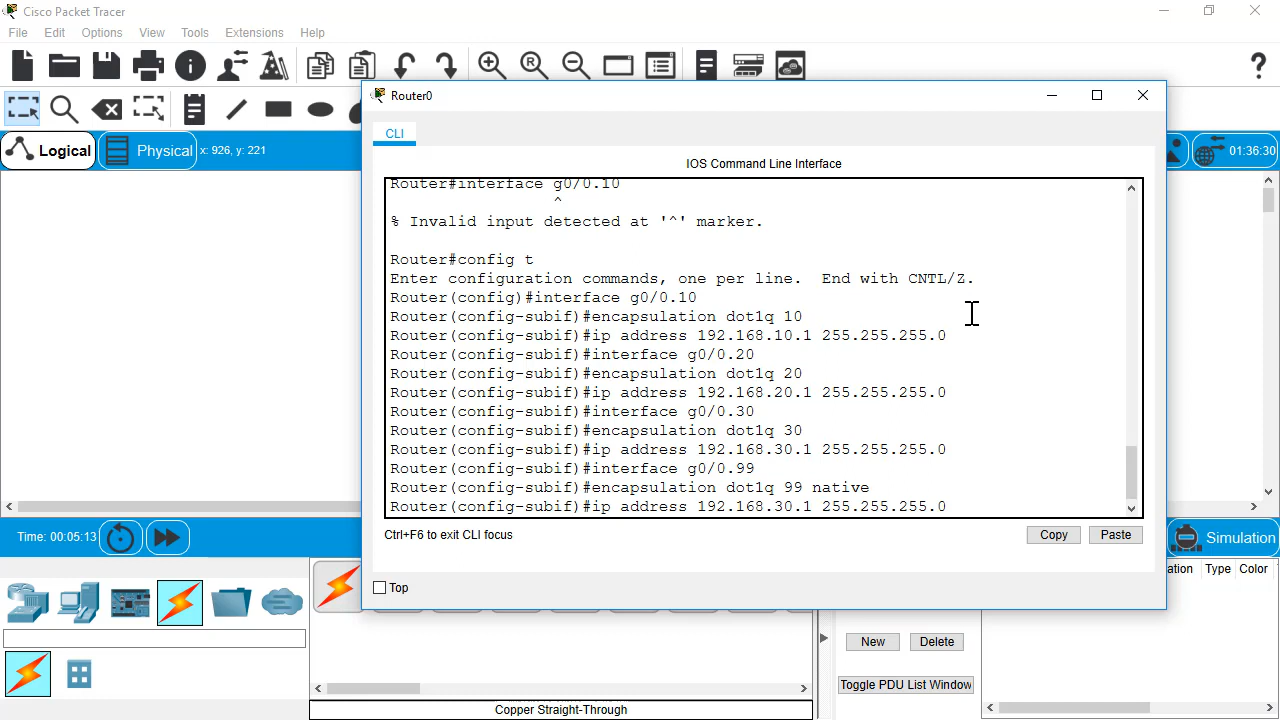 Cisco Packet Tracer
File Edit Options View Tools Extensions Help
Logical Physical x: 926, y: 221 01:36:30
Router0
CLI
IOS Command Line Interface
Router#interface g0/0.10
^
% Invalid input detected at '^' marker.
Router#config t
Enter configuration commands, one per line. End with CNTL/Z.
Router(config)#interface g0/0.10
Router(config-subif)#encapsulation dot1q 10
Router(config-subif)#ip address 192.168.10.1 255.255.255.0
Router(config-subif)#interface g0/0.20
Router(config-subif)#encapsulation dot1q 20
Router(config-subif)#ip address 192.168.20.1 255.255.255.0
Router(config-subif)#interface g0/0.30
Router(config-subif)#encapsulation dot1q 30
Router(config-subif)#ip address 192.168.30.1 255.255.255.0
Router(config-subif)#interface g0/0.99
Router(config-subif)#encapsulation dot1q 99 native
Router(config-subif)#ip address 192.168.30.1 255.255.255.0
Ctrl+F6 to exit CLI focus Copy Paste
Top
Time: 00:05:13 Simulation
ation Type Color
New Delete
Toggle PDU List Window
Copper Straight-Through